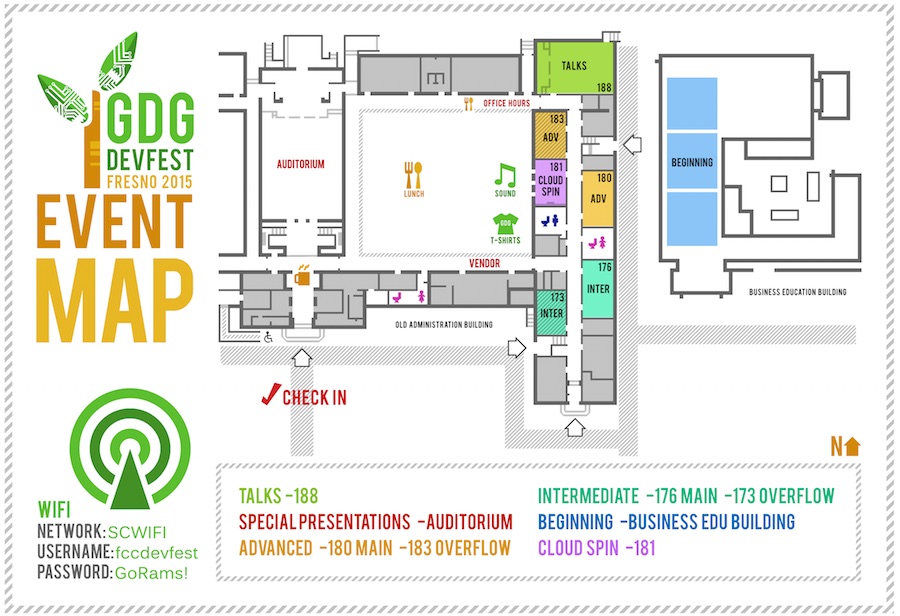 GDG
DEVFEST
FRESNO 2015
EVENT
MAP
TALKS
188
OFFICE HOURS
183
ADV
AUDITORIUM
181
CLOUD
SPIN
180
ADV
LUNCH
SOUND
GDG
T-SHIRTS
BEGINNING
VENDOR
176
INTER
173
INTER
BUSINESS EDUCATION BUILDING
OLD ADMINISTRATION BUILDING
CHECK IN
N
WIFI
NETWORK: SCWIFI
USERNAME: fccdevfest
PASSWORD: GoRams!
TALKS -188
SPECIAL PRESENTATIONS -AUDITORIUM
ADVANCED -180 MAIN -183 OVERFLOW
INTERMEDIATE -176 MAIN -173 OVERFLOW
BEGINNING -BUSINESS EDU BUILDING
CLOUD SPIN -181